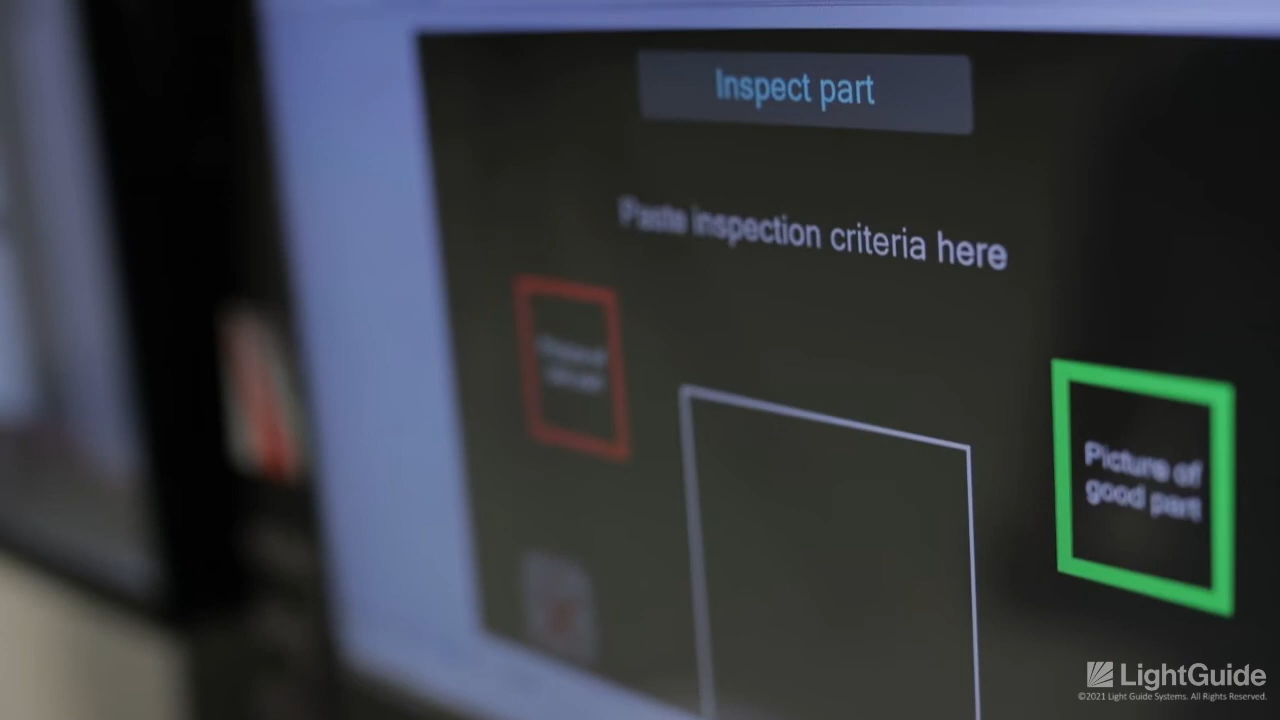 Inspect part
Paste inspection criteria here
Picture of
good part
LightGuide
©2021 Light Guide Systems. All Rights Reserved.